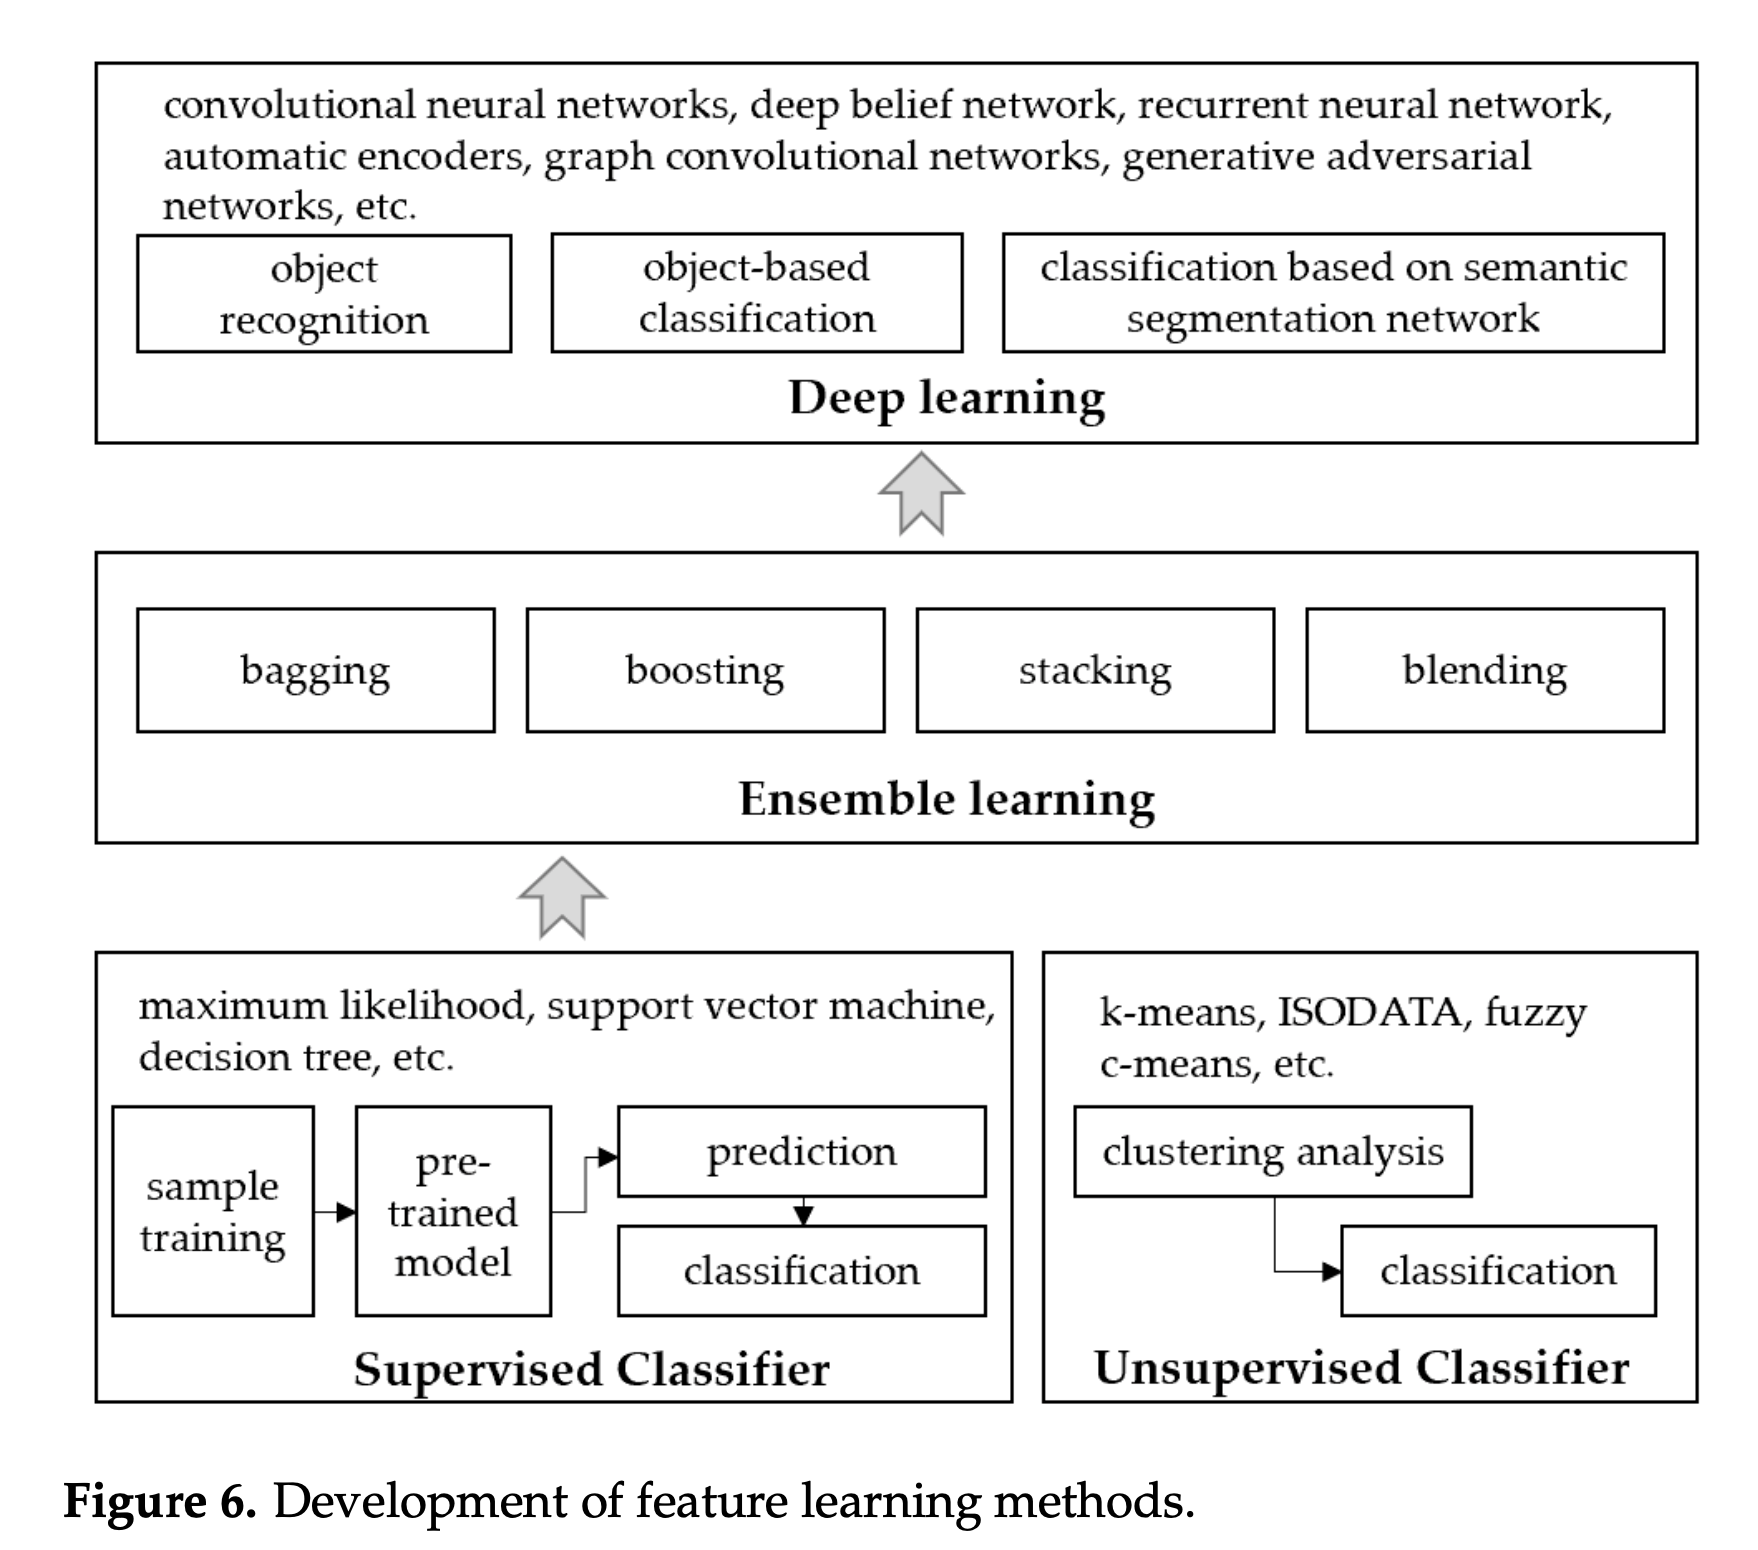 convolutional neural networks, deep belief network, recurrent neural network,
automatic encoders, graph convolutional networks, generative adversarial
networks, etc.
object
recognition
object-based
classification
classification based on semantic
segmentation network
Deep learning
bagging
boosting
stacking
blending
Ensemble learning
maximum likelihood, support vector machine,
decision tree, etc.
sample
training
pre-
trained
model
prediction
classification
Supervised Classifier
k-means, ISODATA, fuzzy
c-means, etc.
clustering analysis
classification
Unsupervised Classifier
Figure 6. Development of feature learning methods.